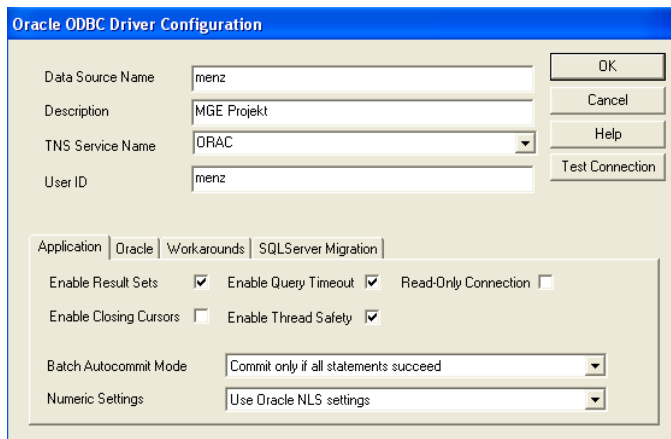 Oracle ODBC Driver Configuration
Data Source Name menz OK
Description MGE Projekt Cancel
TNS Service Name ORAC Help
User ID menz Test Connection
Application Oracle Workarounds SQLServer Migration
Enable Result Sets Enable Query Timeout Read-Only Connection
Enable Closing Cursors Enable Thread Safety
Batch Autocommit Mode Commit only if all statements succeed
Numeric Settings Use Oracle NLS settings